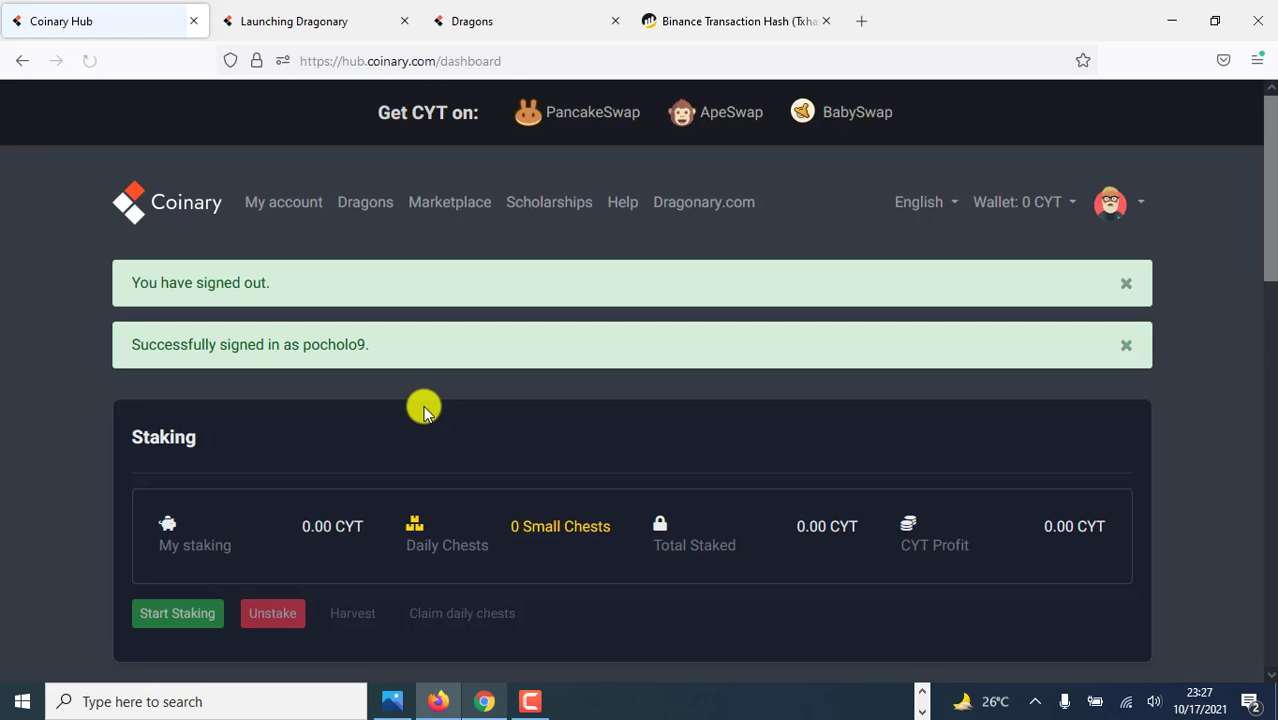 Coinary Hub
Launching Dragonary
Dragons
Binance Transaction Hash (Txha
https://hub.coinary.com/dashboard
Get CYT on: PancakeSwap ApeSwap BabySwap
Coinary My account Dragons Marketplace Scholarships Help Dragonary.com English Wallet: 0 CYT
You have signed out.
Successfully signed in as pocholo9.
Staking
0.00 CYT 0 Small Chests 0.00 CYT 0.00 CYT
My staking Daily Chests Total Staked CYT Profit
Start Staking Unstake Harvest Claim daily chests
Type here to search
26°C
23:27
10/17/2021
2